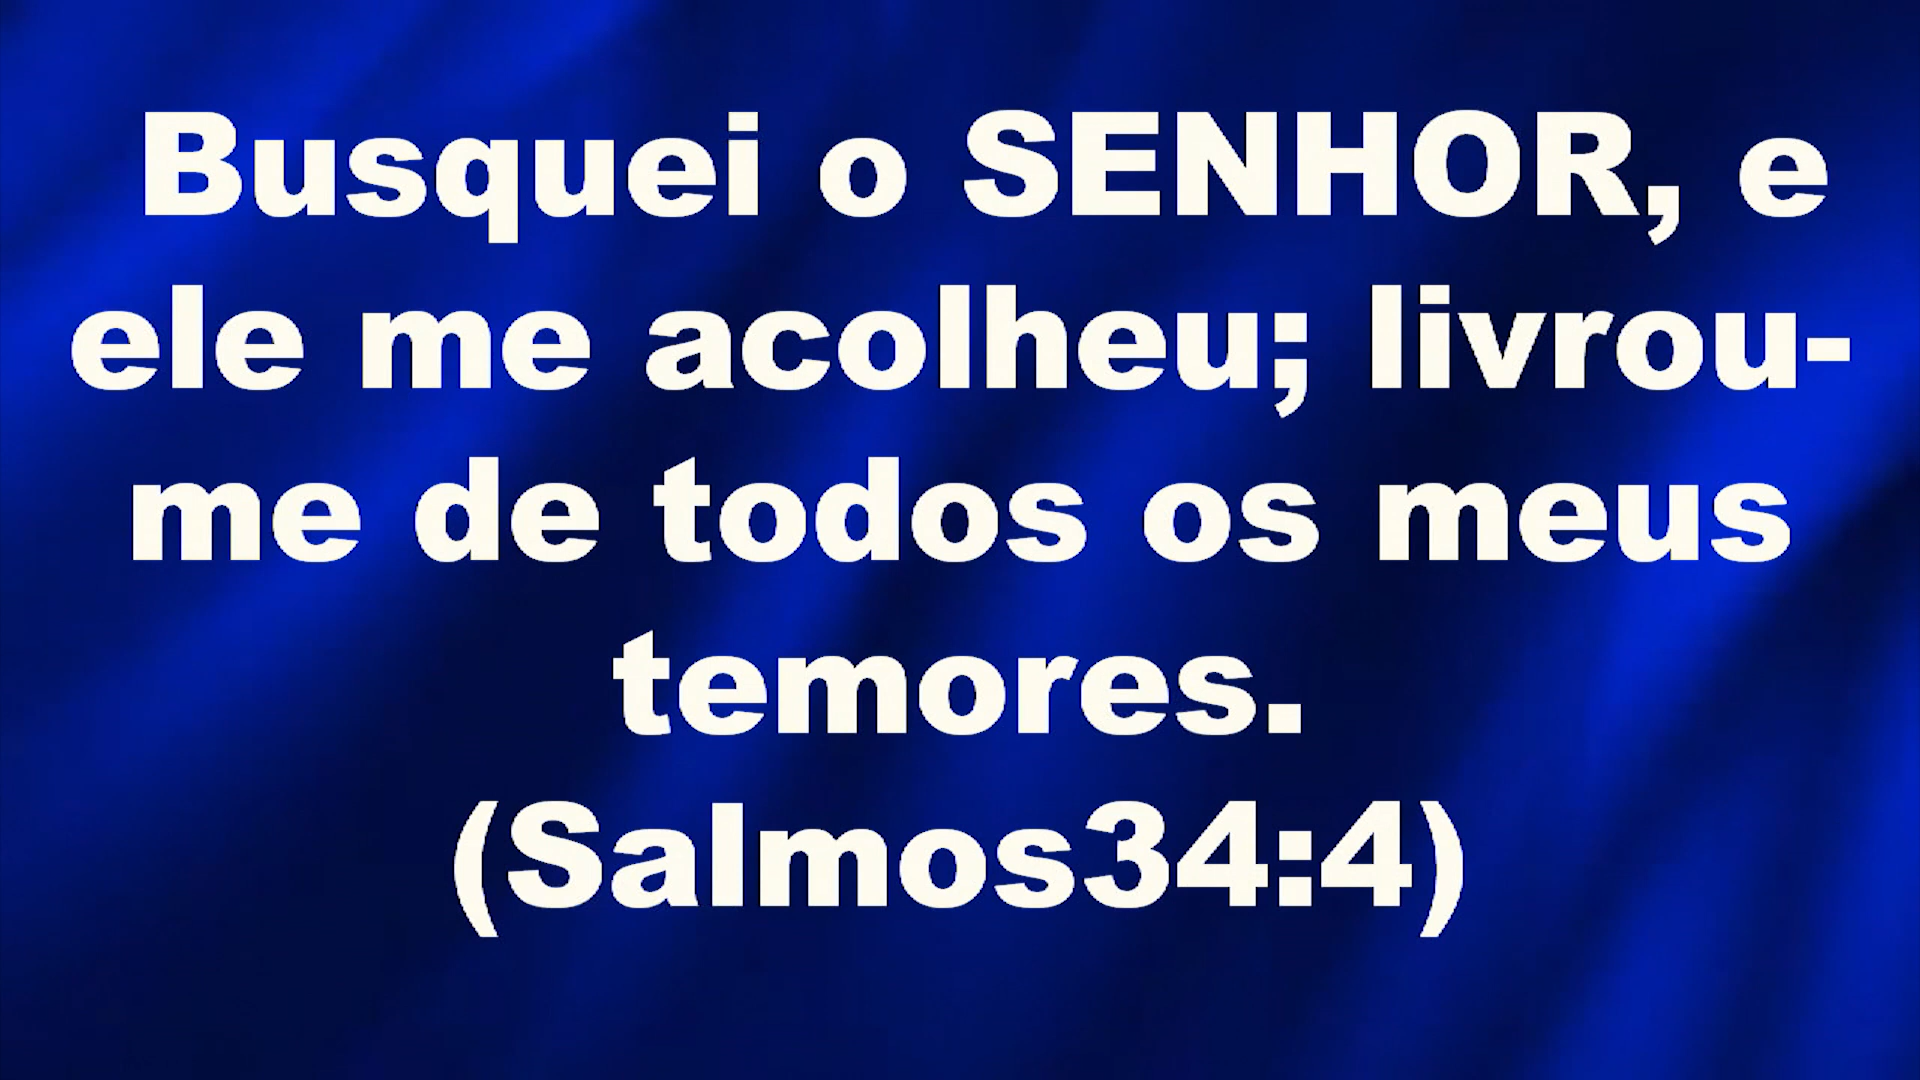 Busquei o SENHOR, e
ele me acolheu; livrou-
me de todos os meus
temores.
(Salmos34:4)